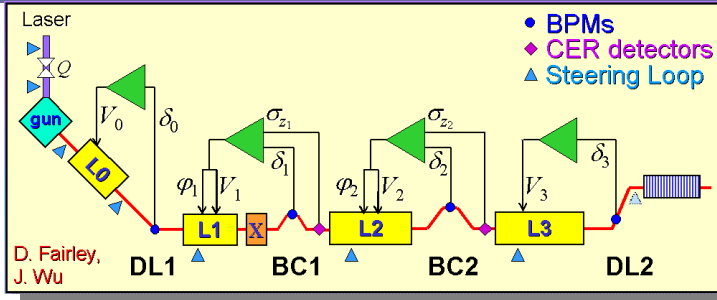 Laser
BPMs
CER detectors
Steering Loop
Q
gun
V₀
δ₀
L0
σz₁
δ₁
φ₁
V₁
σz₂
δ₂
φ₂
V₂
δ₃
V₃
L1
X
L2
L3
D. Fairley,
J. Wu
DL1
BC1
BC2
DL2